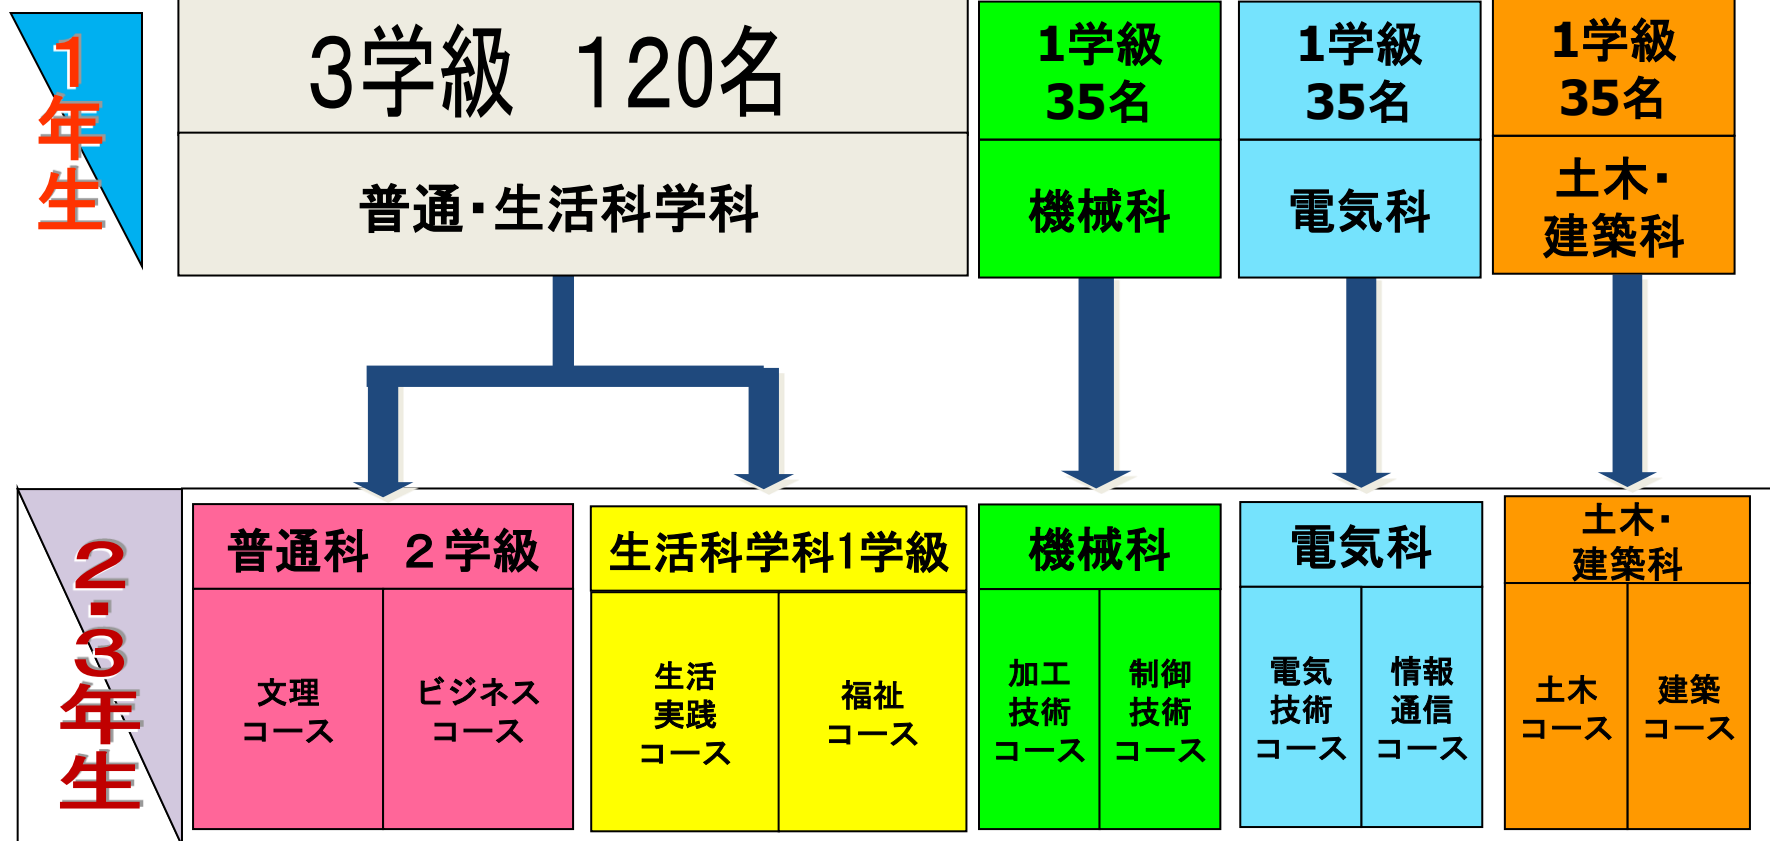 1年生
3学級　120名
普通・生活科学科
1学級
35名
機械科
1学級
35名
電気科
1学級
35名
土木・
建築科
2・3年生
普通科　2学級
文理
コース
ビジネス
コース
生活科学科1学級
生活
実践
コース
福祉
コース
機械科
加工
技術
コース
制御
技術
コース
電気科
電気
技術
コース
情報
通信
コース
土木・
建築科
土木
コース
建築
コース